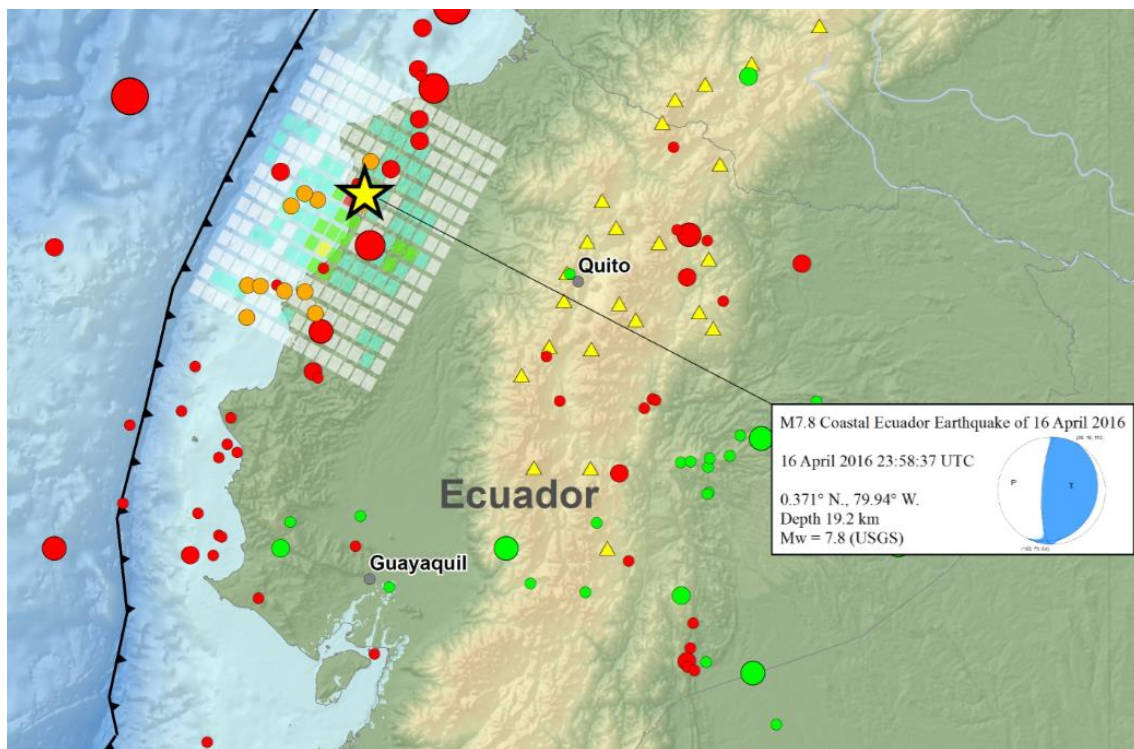 Quito
M7.8 Coastal Ecuador Earthquake of 16 April 2016
16 April 2016 23:58:37 UTC
P
T
0.371° N., 79.94° W.
Depth 19.2 km
Mw = 7.8 (USGS)
Ecuador
Guayaquil